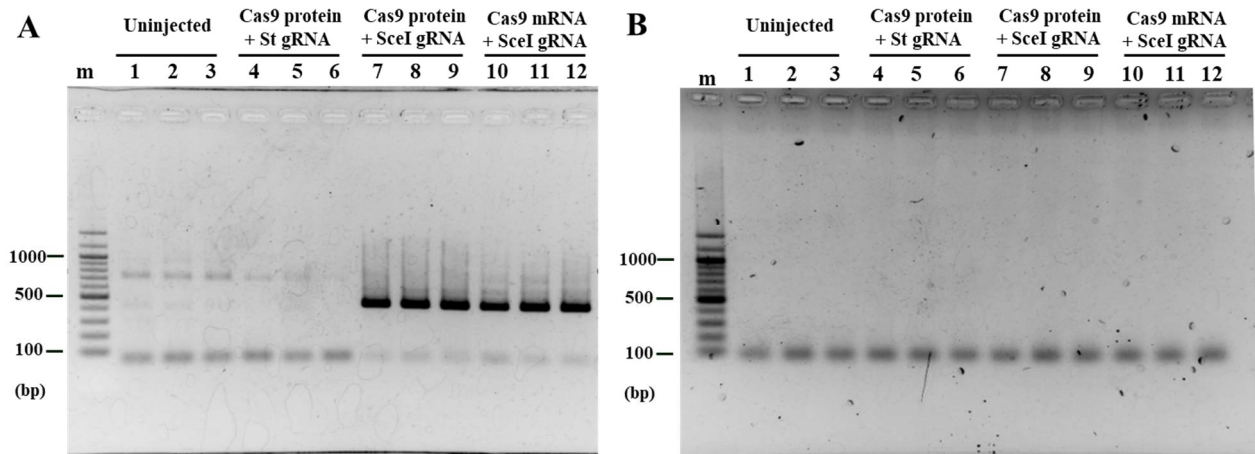 A
Uninjected
Cas9 protein
+ St gRNA
Cas9 protein
+ SceI gRNA
Cas9 mRNA
+ SceI gRNA
m 1 2 3 4 5 6 7 8 9 10 11 12
1000
500
100
(bp)
B
Uninjected
Cas9 protein
+ St gRNA
Cas9 protein
+ SceI gRNA
Cas9 mRNA
+ SceI gRNA
m 1 2 3 4 5 6 7 8 9 10 11 12
1000
500
100
(bp)